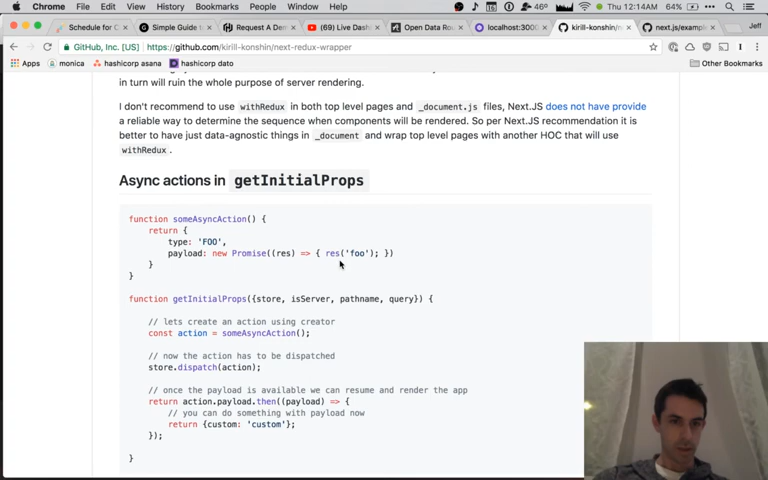 Chrome File Edit View History Bookmarks People Window Help 46° Thu 12:14AM 64%
Schedule for C
Simple Guide to
Request A De
(69) Live Dash
Open Data Rou
localhost:3000
kirill-konshin/nex
next.js/example
Jeff
GitHub, Inc. [US] https://github.com/kirill-konshin/next-redux-wrapper
Apps monica hashicorp asana hashicorp dato Other Bookmarks
in turn will ruin the whole purpose of server rendering.
I don't recommend to use withRedux in both top level pages and _document.js files, Next.JS does not have provide
a reliable way to determine the sequence when components will be rendered. So per Next.JS recommendation it is
better to have just data-agnostic things in _document and wrap top level pages with another HOC that will use
withRedux .
Async actions in getInitialProps
function someAsyncAction() {
return {
type: 'FOO',
payload: new Promise((res) => { res('foo'); })
}
}
function getInitialProps({store, isServer, pathname, query}) {
// lets create an action using creator
const action = someAsyncAction();
// now the action has to be dispatched
store.dispatch(action);
// once the payload is available we can resume and render the app
return action.payload.then((payload) => {
// you can do something with payload now
return {custom: 'custom'};
});
}